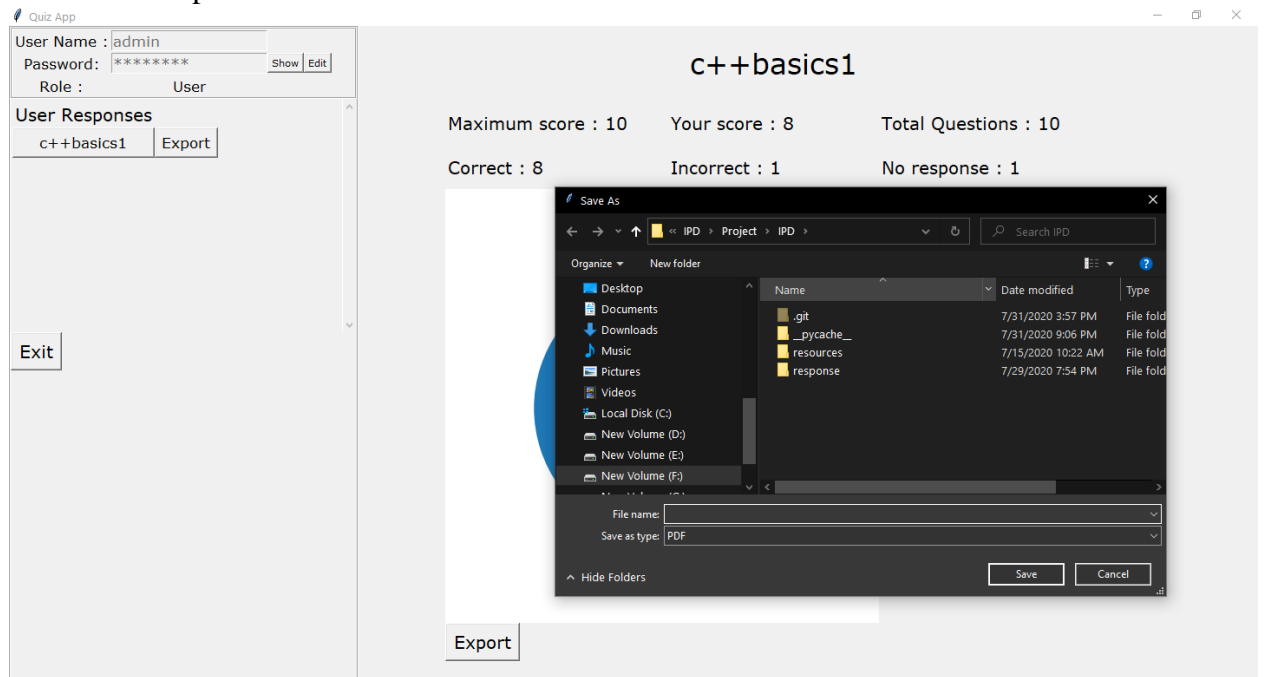 Quiz App
User Name : admin
Password: ******** Show Edit
Role : User
User Responses
c++basics1 Export
Exit
c++basics1
Maximum score : 10 Your score : 8 Total Questions : 10
Correct : 8 Incorrect : 1 No response : 1
Save As
« IPD › Project › IPD › Search IPD
Organize New folder
Desktop
Documents
Downloads
Music
Pictures
Videos
Local Disk (C:)
New Volume (D:)
New Volume (E:)
New Volume (F:)
Name Date modified Type
.git 7/31/2020 3:57 PM File fold
__pycache__ 7/31/2020 9:06 PM File fold
resources 7/15/2020 10:22 AM File fold
response 7/29/2020 7:54 PM File fold
File name:
Save as type: PDF
Hide Folders Save Cancel
Export